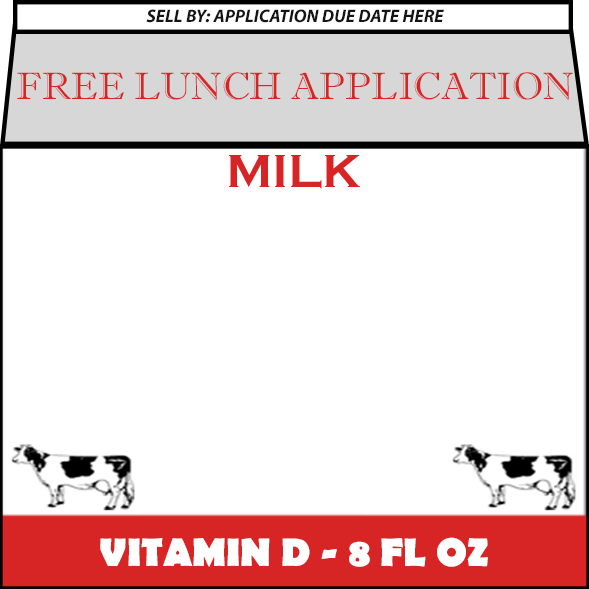 SELL BY: APPLICATION DUE DATE HERE
FREE LUNCH APPLICATION
MILK
VITAMIN D - 8 FL OZ